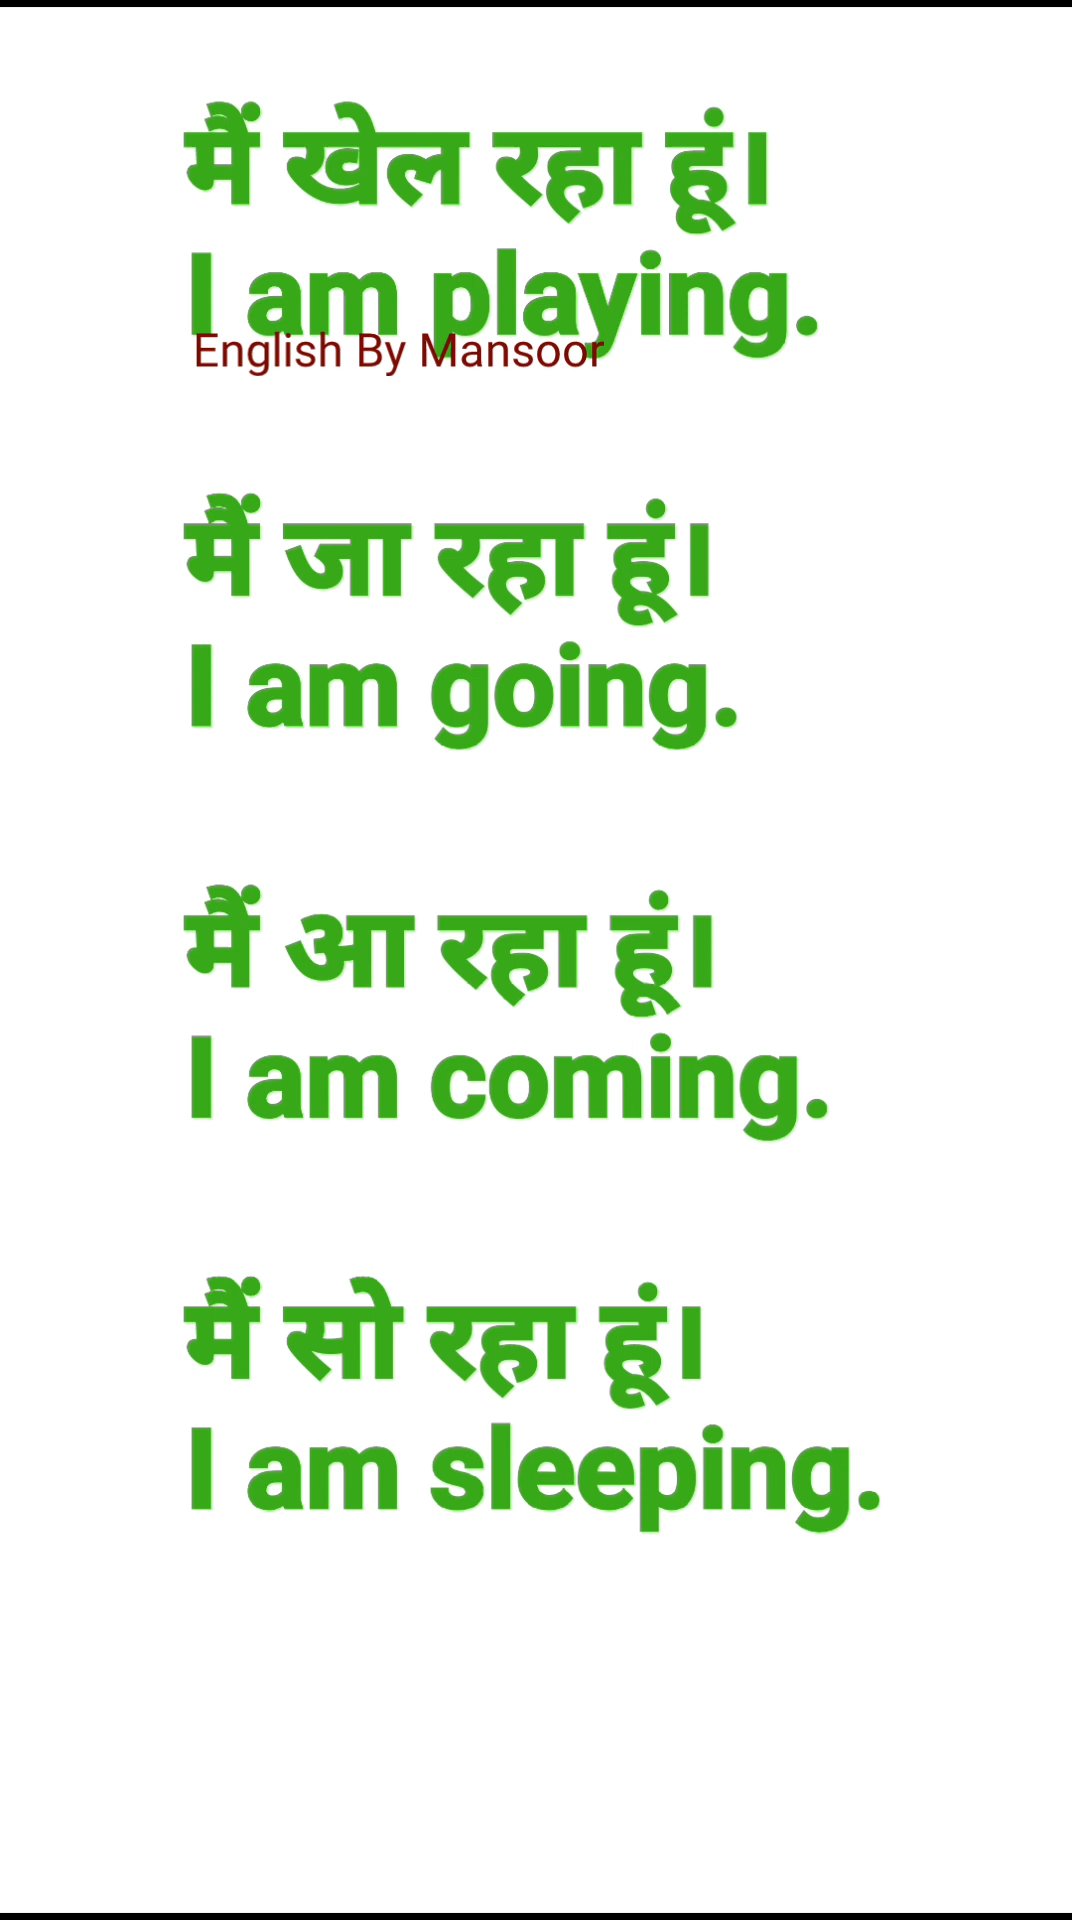 मैं खेल रहा हूं।
I am playing.
English By Mansoor
मैं जा रहा हूं।
I am going.
मैं आ रहा हूं।
I am coming.
मैं सो रहा हूं।
I am sleeping.